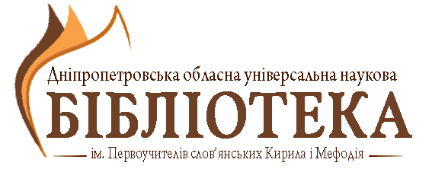 Дніпропетровська обласна універсальна наукова
БІБЛІОТЕКА
ім. Первоучителів слов'янських Кирила і Мефодія